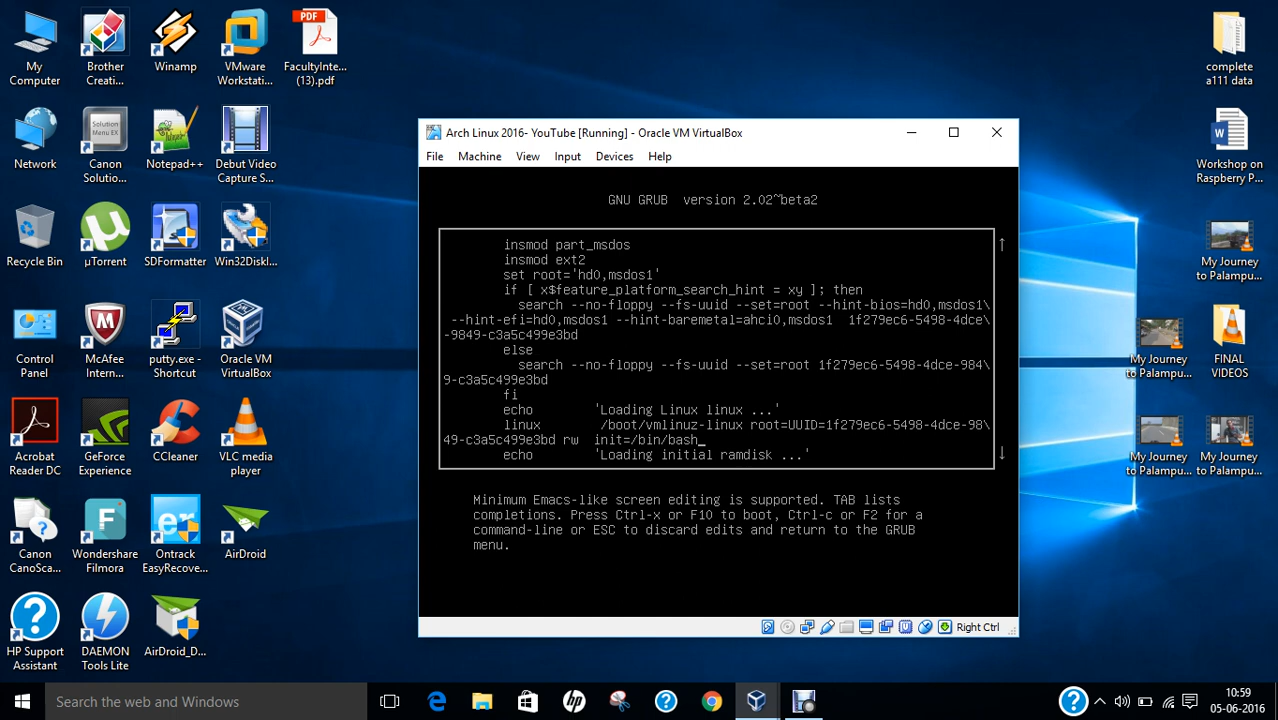 My
Computer
Brother
Creati...
Winamp
VMware
Workstati...
PDF
FacultyInte...
(13).pdf
complete
a111 data
Network
Solution
Menu EX
Canon
Solutio...
Notepad++
Debut Video
Capture S...
Workshop on
Raspberry P...
Recycle Bin
µTorrent
SDFormatter
Win32DiskI...
My Journey
to Palampu...
Control
Panel
McAfee
Intern...
putty.exe -
Shortcut
Oracle VM
VirtualBox
My Journey
to Palampu...
FINAL
VIDEOS
Acrobat
Reader DC
GeForce
Experience
CCleaner
VLC media
player
My Journey
to Palampu...
My Journey
to Palampu...
Canon
CanoSca...
Wondershare
Filmora
er
Ontrack
EasyRecove...
AirDroid
HP Support
Assistant
DAEMON
Tools Lite
AirDroid_D...
Arch Linux 2016- YouTube [Running] - Oracle VM VirtualBox
File Machine View Input Devices Help
GNU GRUB version 2.02~beta2
insmod part_msdos
insmod ext2
set root='hd0,msdos1'
if [ x$feature_platform_search_hint = xy ]; then
search --no-floppy --fs-uuid --set=root --hint-bios=hd0,msdos1\
--hint-efi=hd0,msdos1 --hint-baremetal=ahci0,msdos1 1f279ec6-5498-4dce\
-9849-c3a5c499e3bd
else
search --no-floppy --fs-uuid --set=root 1f279ec6-5498-4dce-984\
9-c3a5c499e3bd
fi
echo 'Loading Linux linux ...'
linux /boot/vmlinuz-linux root=UUID=1f279ec6-5498-4dce-98\
49-c3a5c499e3bd rw init=/bin/bash_
echo 'Loading initial ramdisk ...'
Minimum Emacs-like screen editing is supported. TAB lists
completions. Press Ctrl-x or F10 to boot, Ctrl-c or F2 for a
command-line or ESC to discard edits and return to the GRUB
menu.
Right Ctrl
Search the web and Windows
10:59
05-06-2016